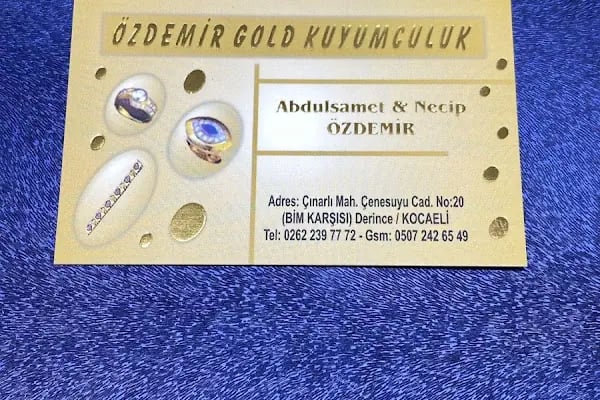 ÖZDEMİR GOLD KUYUMCULUK
Abdulsamet & Necip
ÖZDEMİR
Adres: Çınarlı Mah. Çenesuyu Cad. No:20
(BİM KARŞISI) Derince / KOCAELİ
Tel: 0262 239 77 72 - Gsm: 0507 242 65 49